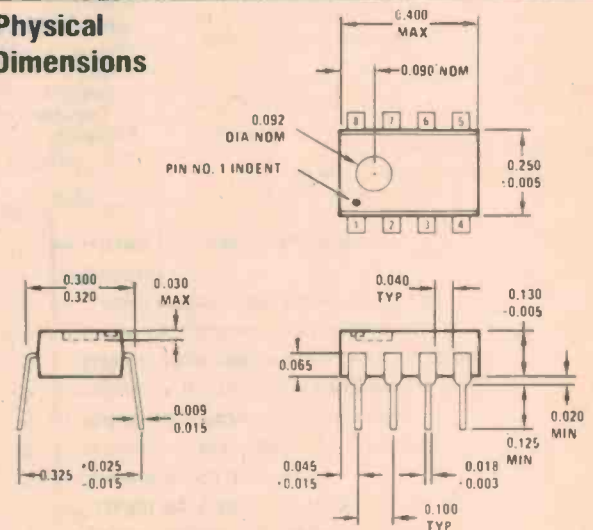 Physical
Dimensions
0.400
MAX
0.090 NOM
0.092
DIA NOM
PIN NO. 1 INDENT
8 7 6 5
1 2 3 4
0.250
±0.005
0.300
0.320
0.030
MAX
0.040
TYP
0.130
-0.005
0.065
0.009
0.015
0.020
MIN
0.125
MIN
0.325 +0.025
-0.015
0.045
±0.015
0.018
±0.003
0.100
TYP